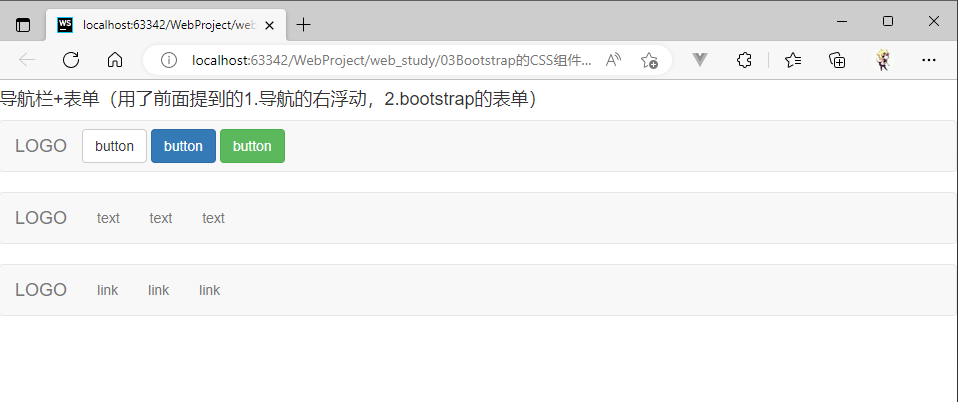 WS localhost:63342/WebProject/web
localhost:63342/WebProject/web_study/03Bootstrap的CSS组件...
导航栏+表单（用了前面提到的1.导航的右浮动，2.bootstrap的表单）
LOGO button button button
LOGO text text text
LOGO link link link